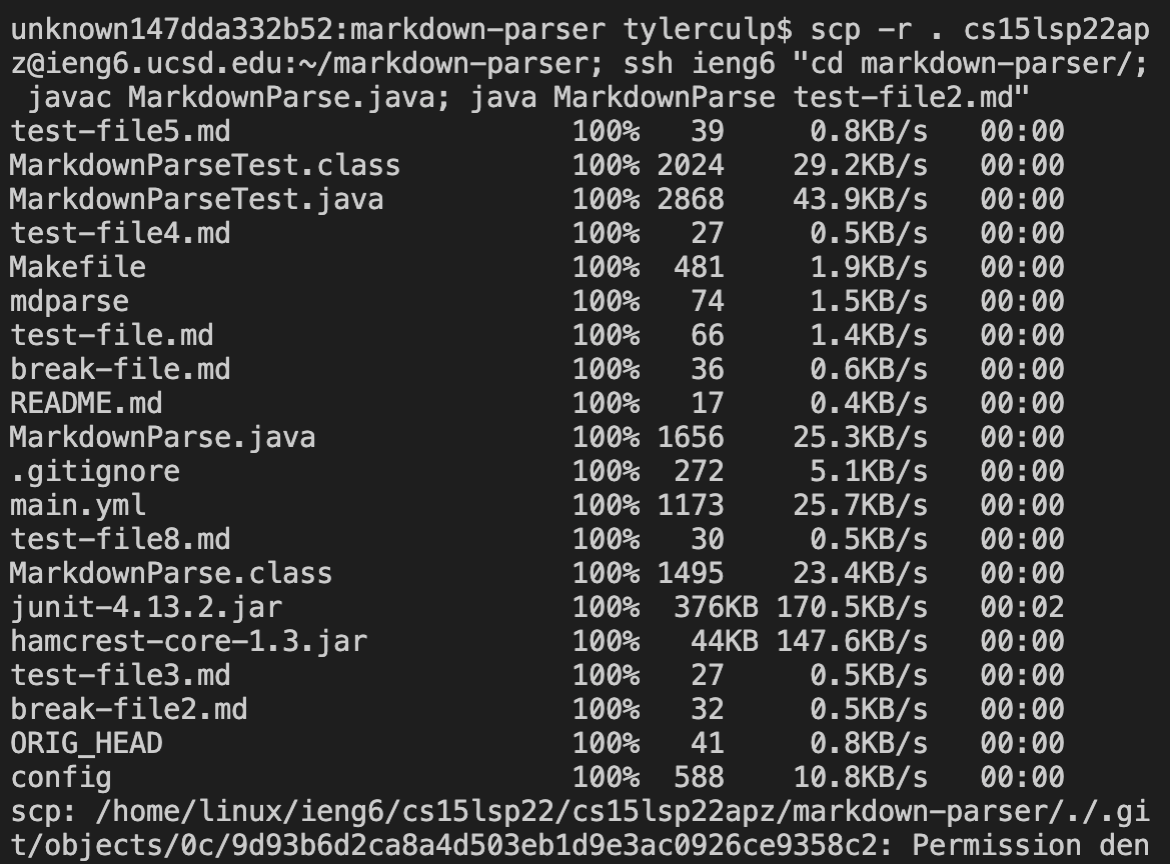 unknown147dda332b52:markdown-parser tylerculp$ scp -r . cs15lsp22ap
z@ieng6.ucsd.edu:~/markdown-parser; ssh ieng6 "cd markdown-parser/;
 javac MarkdownParse.java; java MarkdownParse test-file2.md"
test-file5.md 100% 39 0.8KB/s 00:00
MarkdownParseTest.class 100% 2024 29.2KB/s 00:00
MarkdownParseTest.java 100% 2868 43.9KB/s 00:00
test-file4.md 100% 27 0.5KB/s 00:00
Makefile 100% 481 1.9KB/s 00:00
mdparse 100% 74 1.5KB/s 00:00
test-file.md 100% 66 1.4KB/s 00:00
break-file.md 100% 36 0.6KB/s 00:00
README.md 100% 17 0.4KB/s 00:00
MarkdownParse.java 100% 1656 25.3KB/s 00:00
.gitignore 100% 272 5.1KB/s 00:00
main.yml 100% 1173 25.7KB/s 00:00
test-file8.md 100% 30 0.5KB/s 00:00
MarkdownParse.class 100% 1495 23.4KB/s 00:00
junit-4.13.2.jar 100% 376KB 170.5KB/s 00:02
hamcrest-core-1.3.jar 100% 44KB 147.6KB/s 00:00
test-file3.md 100% 27 0.5KB/s 00:00
break-file2.md 100% 32 0.5KB/s 00:00
ORIG_HEAD 100% 41 0.8KB/s 00:00
config 100% 588 10.8KB/s 00:00
scp: /home/linux/ieng6/cs15lsp22/cs15lsp22apz/markdown-parser/./.gi
t/objects/0c/9d93b6d2ca8a4d503eb1d9e3ac0926ce9358c2: Permission den